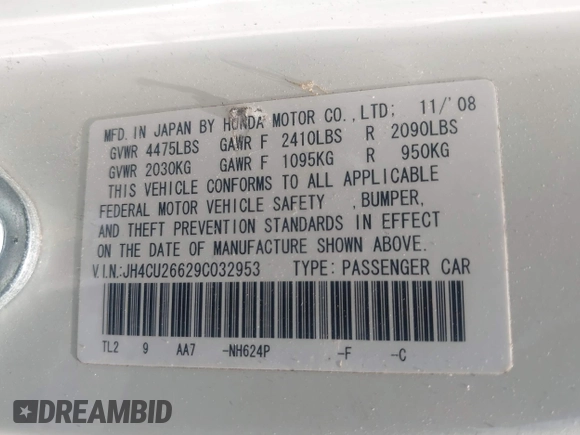 MFD. IN JAPAN BY HONDA MOTOR CO.,LTD; 11/'08
GVWR 4475LBS GAWR F 2410LBS R 2090LBS
GVWR 2030KG GAWR F 1095KG R 950KG
THIS VEHICLE CONFORMS TO ALL APPLICABLE
FEDERAL MOTOR VEHICLE SAFETY ,BUMPER,
AND THEFT PREVENTION STANDARDS IN EFFECT
ON THE DATE OF MANUFACTURE SHOWN ABOVE.
V.I.N:JH4CU26629C032953 TYPE: PASSENGER CAR
TL2 9 AA7 -NH624P -F -C
DREAMBID